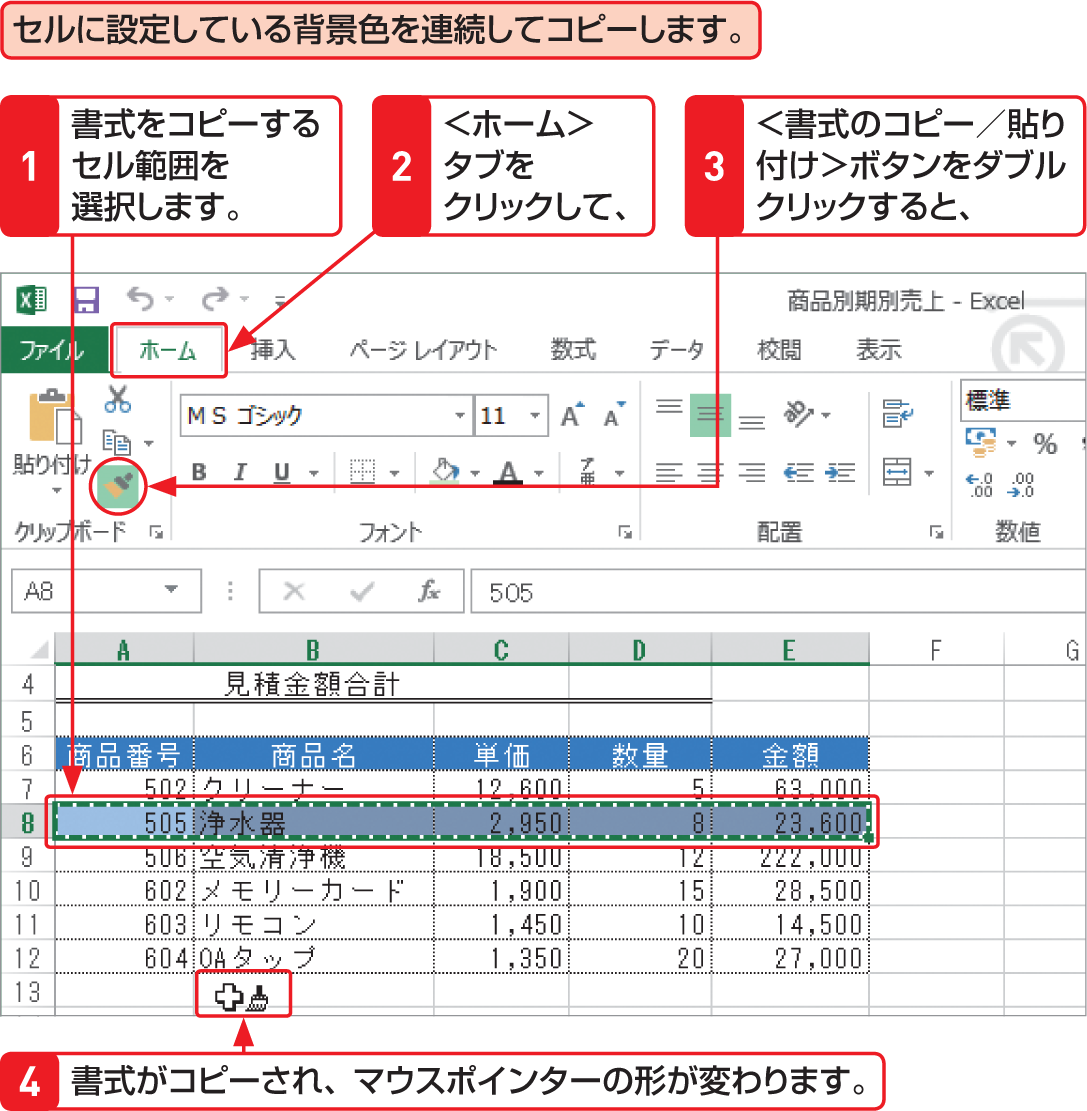 セルに設定している背景色を連続してコピーします。
1 書式をコピーする
セル範囲を
選択します。
2 <ホーム>
タブを
クリックして、
3 <書式のコピー／貼り
付け>ボタンをダブル
クリックすると、
商品別期別売上 - Excel
ファイル ホーム 挿入 ページ レイアウト 数式 データ 校閲 表示
貼り付け
ＭＳ ゴシック 11 A A 標準
B I U A ア亜 %
←.0 .00 .00 →.0
クリップボード フォント 配置 数値
A8 fx 505
A B C D E F G
4 見積金額合計
5
6 商品番号 商品名 単価 数量 金額
7 502 クリーナー 12,600 5 63,000
8 505 浄水器 2,950 8 23,600
9 506 空気清浄機 18,500 12 222,000
10 602 メモリーカード 1,900 15 28,500
11 603 リモコン 1,450 10 14,500
12 604 OAタップ 1,350 20 27,000
13
4 書式がコピーされ、マウスポインターの形が変わります。